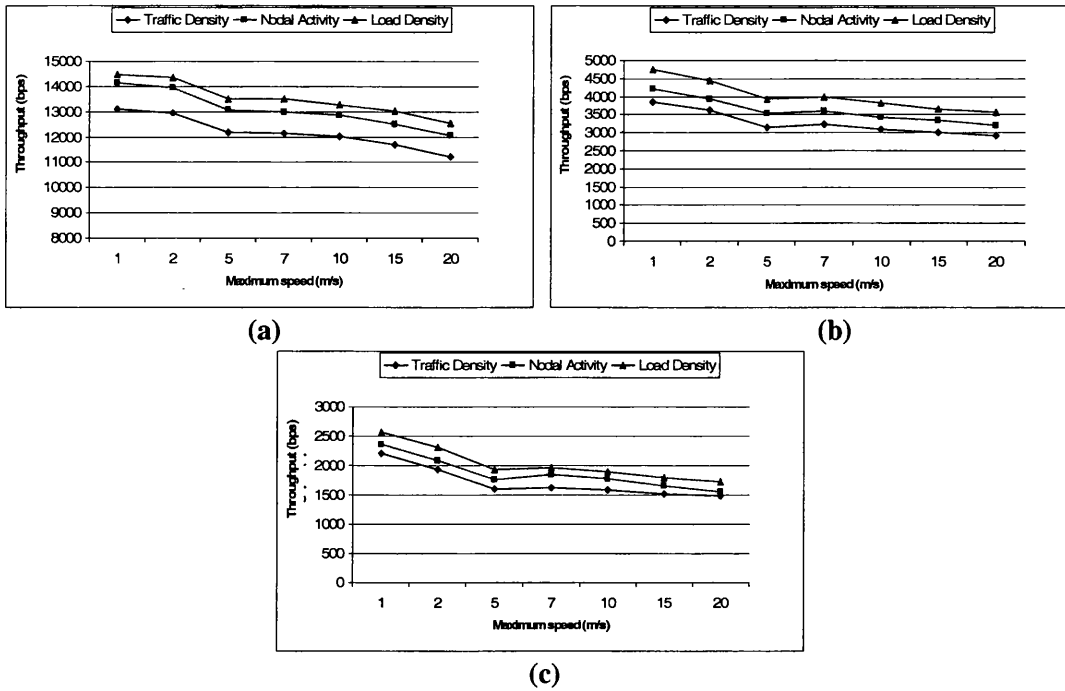 Traffic Density Nodal Activity Load Density
Throughput (bps)
15000
14000
13000
12000
11000
10000
9000
8000
1 2 5 7 10 15 20
Maximum speed (m/s)
(a)
Traffic Density Nodal Activity Load Density
Throughput (bps)
5000
4500
4000
3500
3000
2500
2000
1500
1000
500
0
1 2 5 7 10 15 20
Maximum speed (m/s)
(b)
Traffic Density Nodal Activity Load Density
Throughput (bps)
3000
2500
2000
1500
1000
500
0
1 2 5 7 10 15 20
Maximum speed (m/s)
(c)